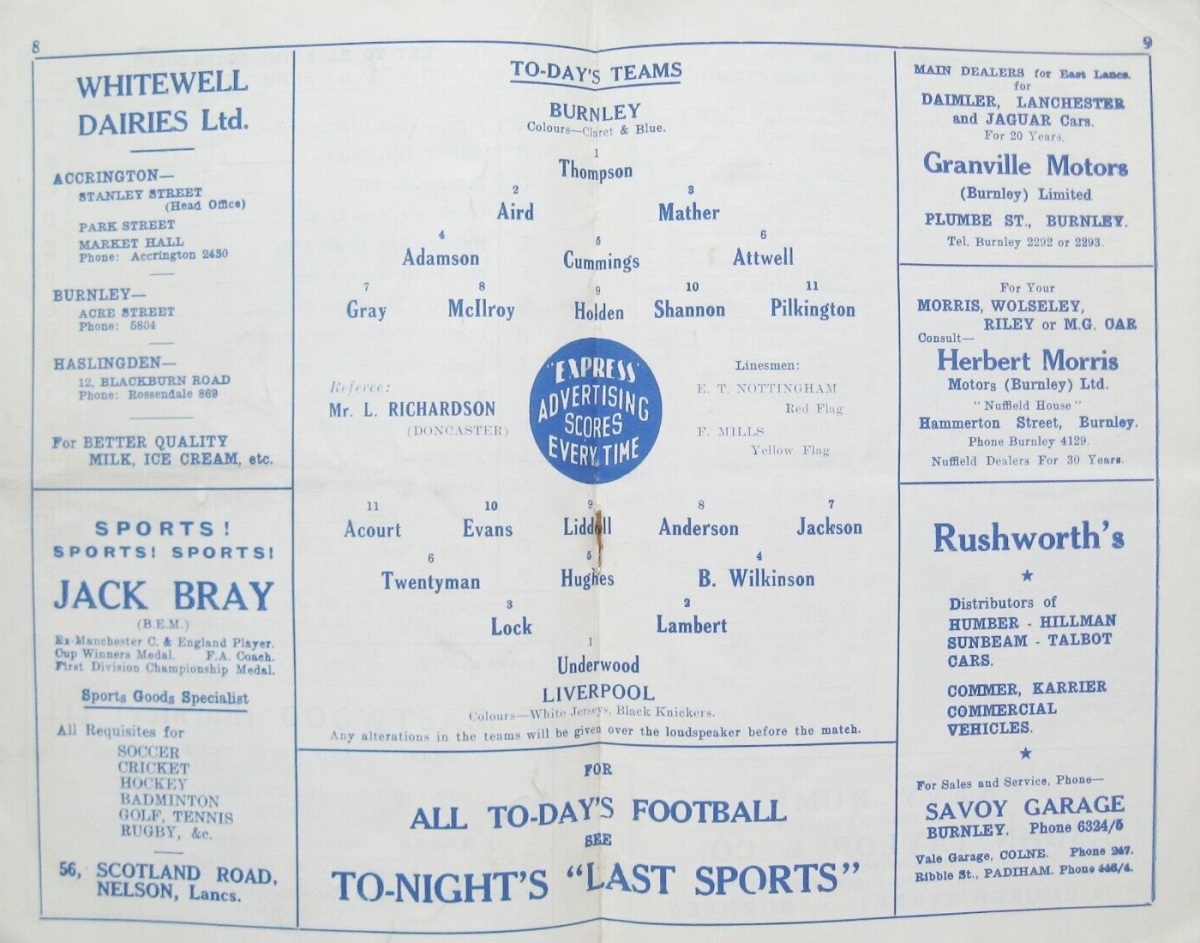 8
9
WHITEWELL
DAIRIES Ltd.
ACCRINGTON—
STANLEY STREET
(Head Office)
PARK STREET
MARKET HALL
Phone: Accrington 2430
BURNLEY—
ACRE STREET
Phone: 5804
HASLINGDEN—
12, BLACKBURN ROAD
Phone: Rossendale 869
For BETTER QUALITY
MILK, ICE CREAM, etc.
SPORTS!
SPORTS! SPORTS!
JACK BRAY
(B.E.M.)
Ex-Manchester C. & England Player.
Cup Winners Medal. F.A. Coach.
First Division Championship Medal.
Sports Goods Specialist
All Requisites for
SOCCER
CRICKET
HOCKEY
BADMINTON
GOLF, TENNIS
RUGBY, &c.
56, SCOTLAND ROAD,
NELSON, Lancs.
TO-DAY'S TEAMS
BURNLEY
Colours—Claret & Blue.
1
Thompson
2 3
Aird Mather
4 5 6
Adamson Cummings Attwell
7 8 9 10 11
Gray McIlroy Holden Shannon Pilkington
Referee:
Mr. L. RICHARDSON
(DONCASTER)
"EXPRESS"
ADVERTISING
SCORES
EVERY TIME
Linesmen:
E. T. NOTTINGHAM
Red Flag
F. MILLS
Yellow Flag
11 10 9 8 7
Acourt Evans Liddell Anderson Jackson
6 5 4
Twentyman Hughes B. Wilkinson
3 2
Lock Lambert
1
Underwood
LIVERPOOL
Colours—White Jerseys, Black Knickers.
Any alterations in the teams will be given over the loudspeaker before the match.
FOR
ALL TO-DAY'S FOOTBALL
SEE
TO-NIGHT'S "LAST SPORTS"
MAIN DEALERS for East Lancs.
for
DAIMLER, LANCHESTER
and JAGUAR Cars.
For 20 Years.
Granville Motors
(Burnley) Limited
PLUMBE ST., BURNLEY.
Tel. Burnley 2292 or 2293.
For Your
MORRIS, WOLSELEY,
RILEY or M.G. CAR
Consult—
Herbert Morris
Motors (Burnley) Ltd.
"Nuffield House"
Hammerton Street, Burnley.
Phone Burnley 4129.
Nuffield Dealers For 30 Years.
Rushworth's
Distributors of
HUMBER - HILLMAN
SUNBEAM - TALBOT
CARS.
COMMER, KARRIER
COMMERCIAL
VEHICLES.
For Sales and Service, Phone—
SAVOY GARAGE
BURNLEY. Phone 6324/5
Vale Garage, COLNE. Phone 247.
Ribble St., PADIHAM. Phone